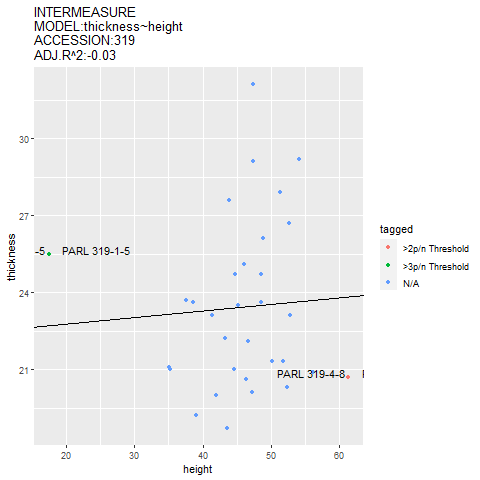 INTERMEASURE
MODEL:thickness~height
ACCESSION:319
ADJ.R^2:-0.03
30
27
24
21
thickness
-5 PARL 319-1-5
PARL 319-4-8
20 30 40 50 60
height
tagged
>2p/n Threshold
>3p/n Threshold
N/A